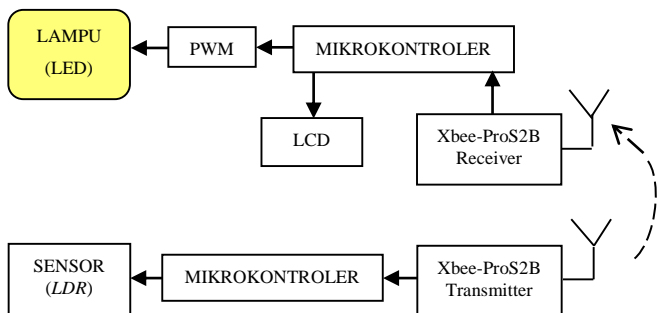 LAMPU
(LED)
PWM
MIKROKONTROLER
LCD
Xbee-ProS2B
Receiver
SENSOR
(LDR)
MIKROKONTROLER
Xbee-ProS2B
Transmitter